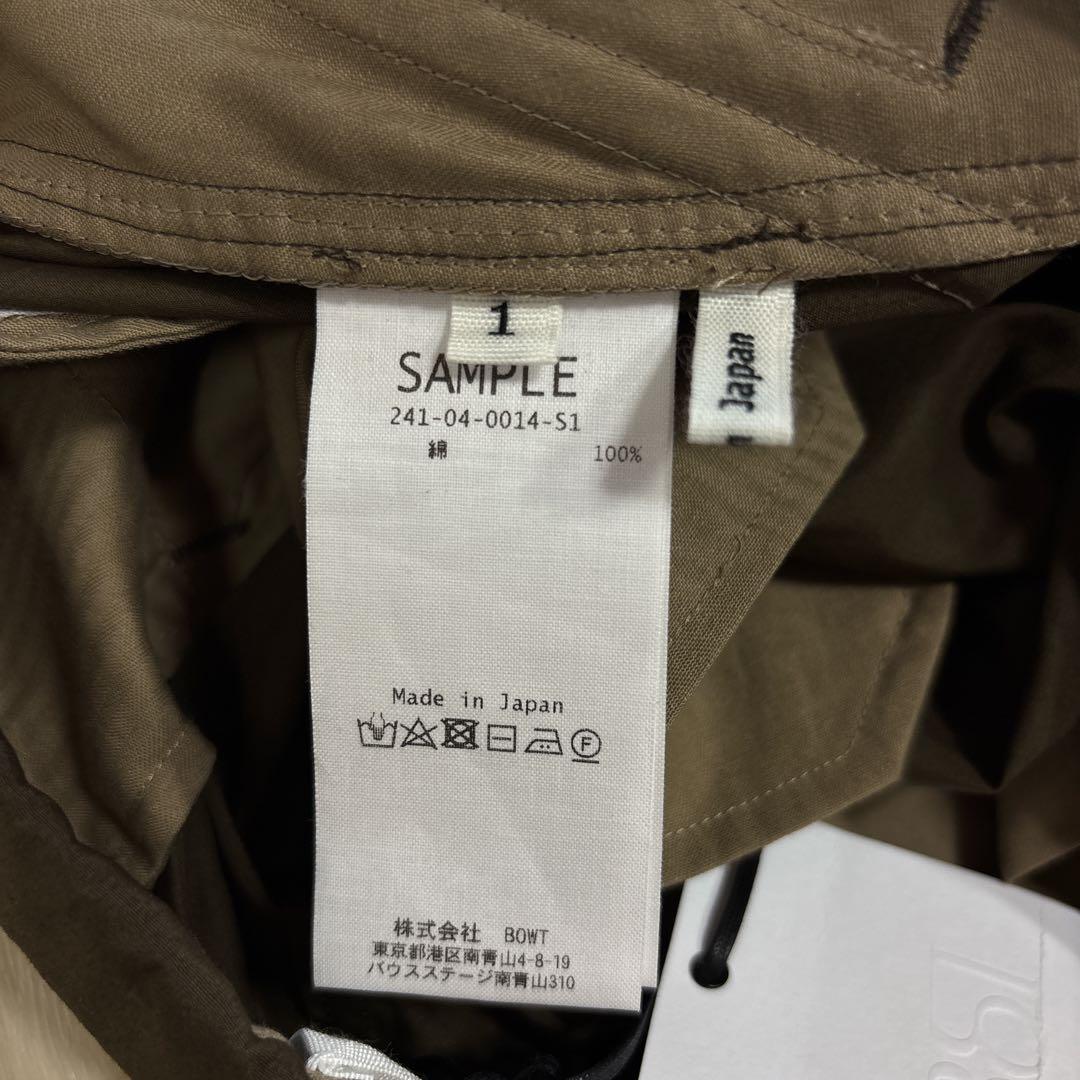 1
SAMPLE
241-04-0014-S1
綿 100%
Japan
Made in Japan
F
株式会社 BOWT
東京都港区南青山4-8-19
バウスステージ南青山310